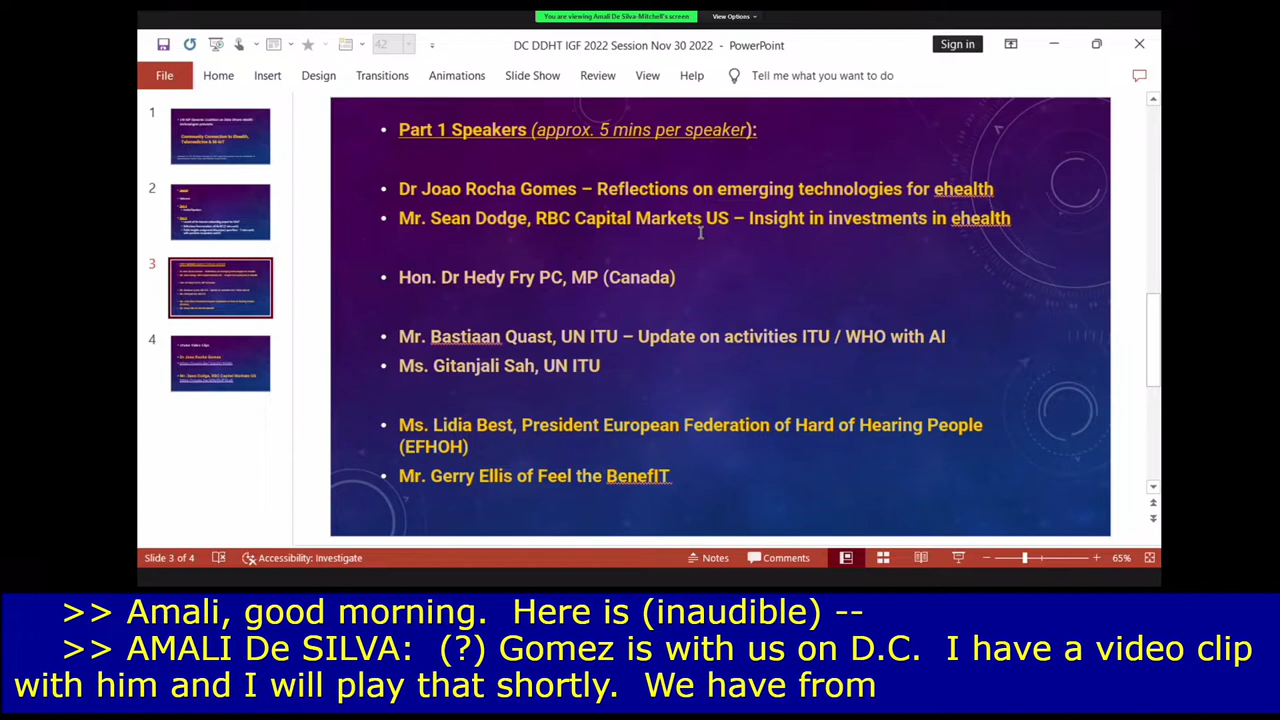 You are viewing Amali De Silva-Mitchell's screen
View Options
42
DC DDHT IGF 2022 Session Nov 30 2022 - PowerPoint
Sign in
File
Home
Insert
Design
Transitions
Animations
Slide Show
Review
View
Help
Tell me what you want to do
1
2
3
4
Part 1 Speakers (approx. 5 mins per speaker):
Dr Joao Rocha Gomes – Reflections on emerging technologies for ehealth
Mr. Sean Dodge, RBC Capital Markets US – Insight in investments in ehealth
Hon. Dr Hedy Fry PC, MP (Canada)
Mr. Bastiaan Quast, UN ITU – Update on activities ITU / WHO with AI
Ms. Gitanjali Sah, UN ITU
Ms. Lidia Best, President European Federation of Hard of Hearing People
(EFHOH)
Mr. Gerry Ellis of Feel the BenefIT
Slide 3 of 4
Accessibility: Investigate
Notes
Comments
65%
>> Amali, good morning. Here is (inaudible) --
>> AMALI De SILVA: (?) Gomez is with us on D.C. I have a video clip
with him and I will play that shortly. We have from